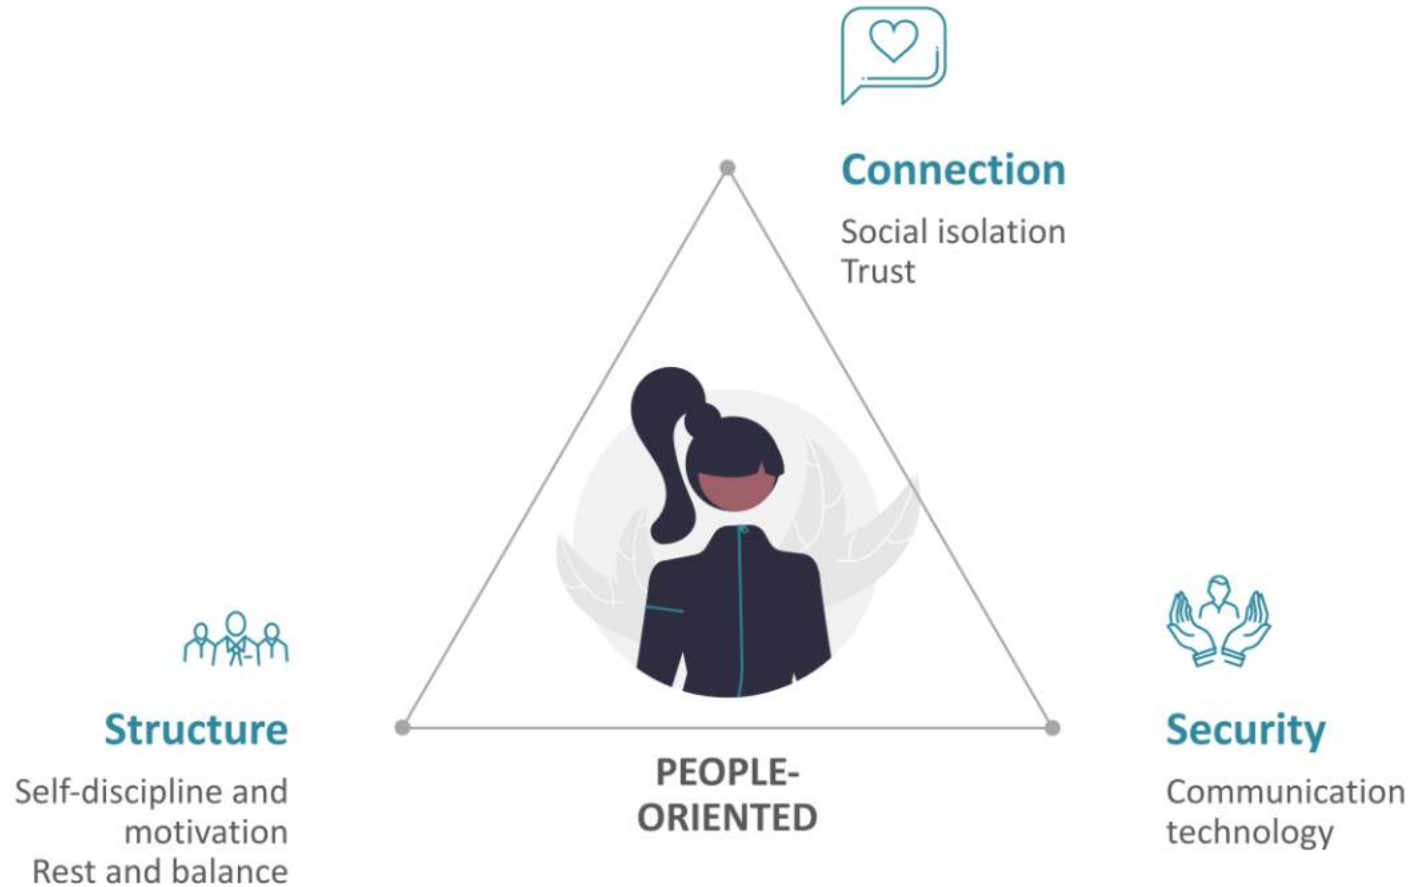 Connection
Social isolation
Trust
Structure
Self-discipline and
motivation
Rest and balance
PEOPLE-
ORIENTED
Security
Communication
technology